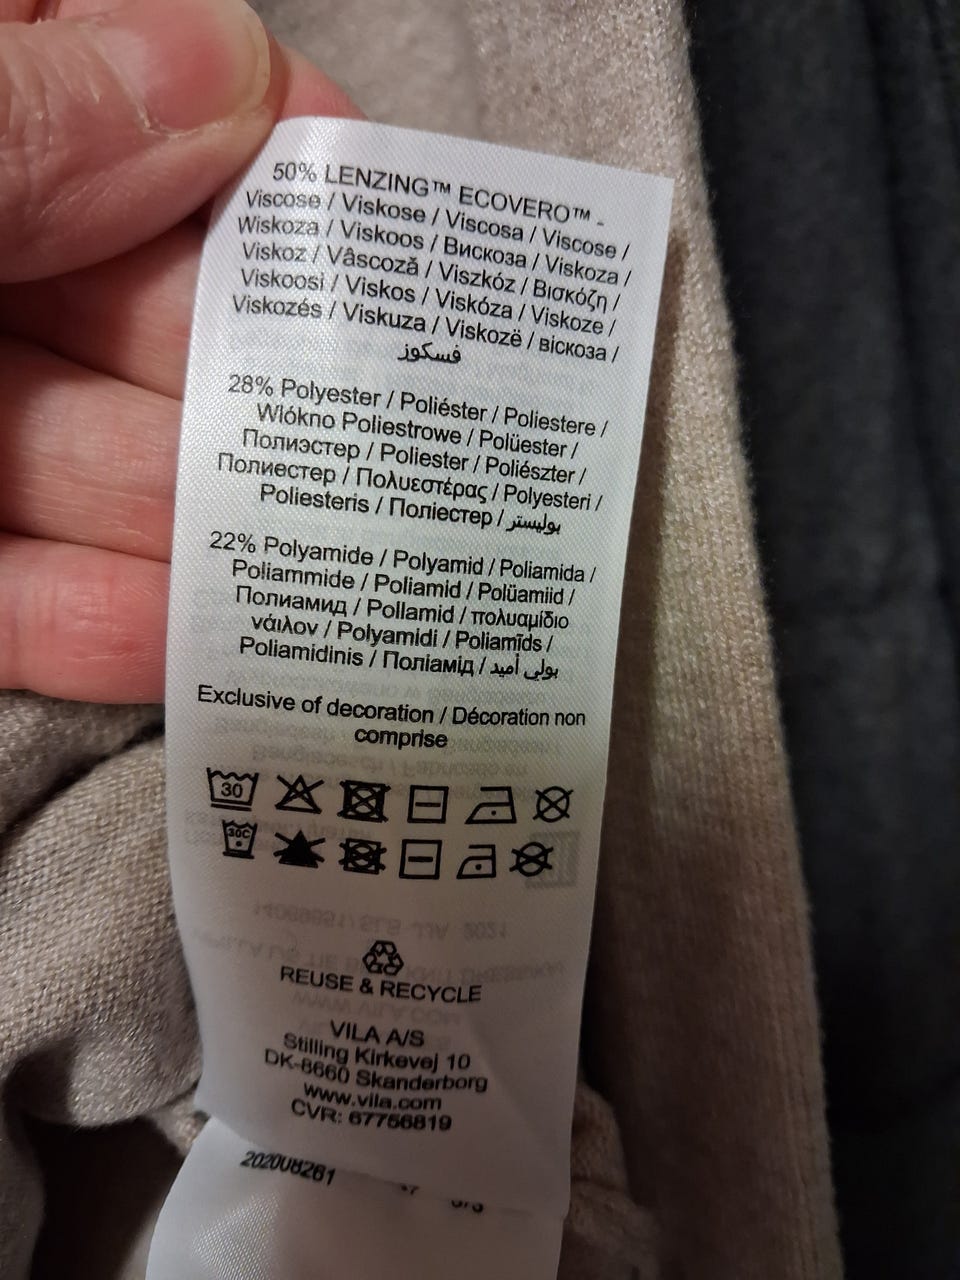 50% LENZING™ ECOVERO™ -
Viscose / Viskose / Viscosa / Viscose /
Wiskoza / Viskoos / Вискоза / Viskoza /
Viskoz / Vâscoză / Viszkóz / Βισκόζη /
Viskoosi / Viskos / Viskóza / Viskoze /
Viskozés / Viskuza / Viskozë / віскоза /
فسكوز
28% Polyester / Poliéster / Poliestere /
Wlókno Poliestrowe / Polüester /
Полиэстер / Poliester / Poliészter /
Полиестер / Πολυεστέρας / Polyesteri /
Poliesteris / Поліестер / بوليستر
22% Polyamide / Polyamid / Poliamida /
Poliammide / Poliamid / Polüamiid /
Полиамид / Pollamid / πολυαμίδιο
νάιλον / Polyamidi / Poliamīds /
Poliamidinis / Поліамід / بولي أميد
Exclusive of decoration / Décoration non
comprise
30
30C
REUSE & RECYCLE
VILA A/S
Stilling Kirkevej 10
DK-8660 Skanderborg
www.vila.com
CVR: 67756819